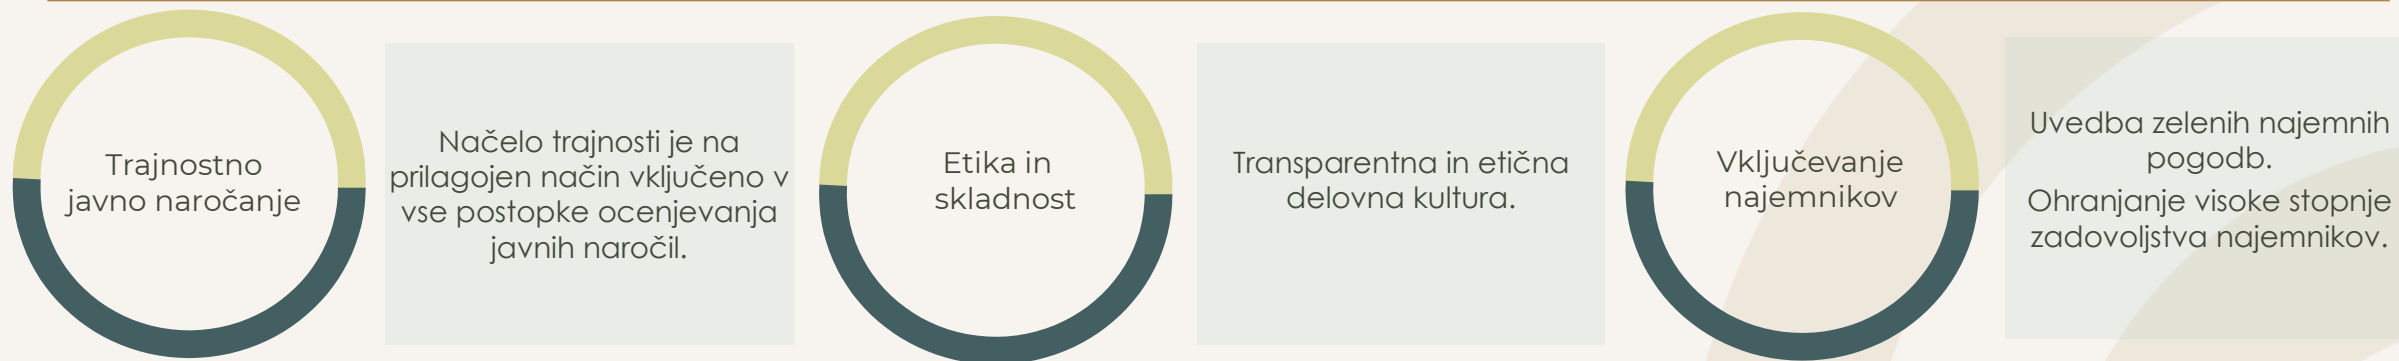 Trajnostno
javno naročanje
Načelo trajnosti je na
prilagojen način vključeno v
vse postopke ocenjevanja
javnih naročil.
Etika in
skladnost
Transparentna in etična
delovna kultura.
Vključevanje
najemnikov
Uvedba zelenih najemnih
pogodb.
Ohranjanje visoke stopnje
zadovoljstva najemnikov.